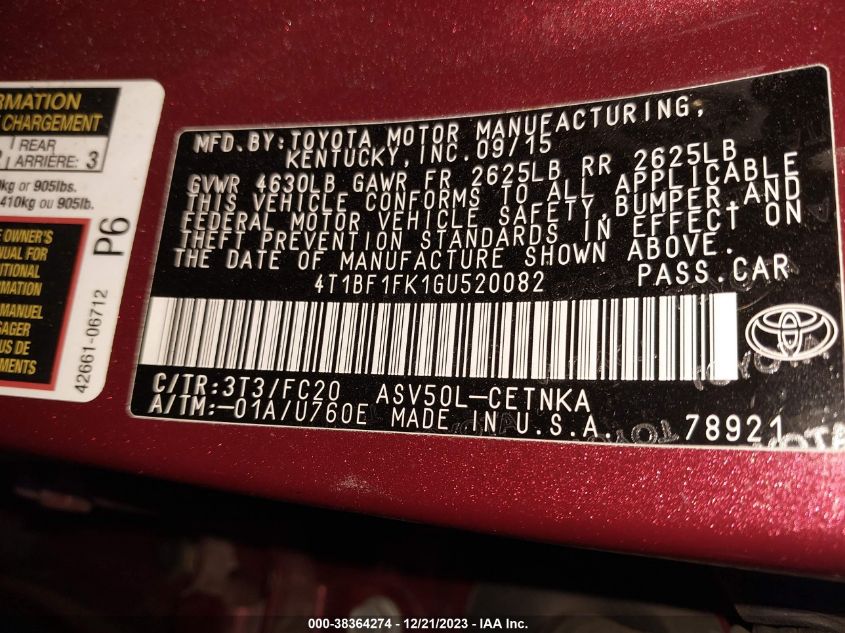 RMATION
CHARGEMENT
REAR
ARRIÈRE: 3
kg or 905lbs.
410kg ou 905lb.
P6
OWNER'S
FOR
MANUEL
DE
42661-06712
MFD.BY:TOYOTA MOTOR MANUFACTURING,
KENTUCKY,INC.09/15
GVWR 4630LB GAWR FR 2625LB RR 2625LB
THIS VEHICLE CONFORMS TO ALL APPLICABLE
FEDERAL MOTOR VEHICLE SAFETY,BUMPER,AND
THEFT PREVENTION STANDARDS IN EFFECT ON
THE DATE OF MANUFACTURE SHOWN ABOVE.
4T1BF1FK1GU520082 PASS.CAR
C/TR:3T3/FC20 ASV50L-CETNKA
A/TM:-01A/U760E MADE IN U.S.A. 78921
TOYOTA
000-38364274 - 12/21/2023 - IAA Inc.